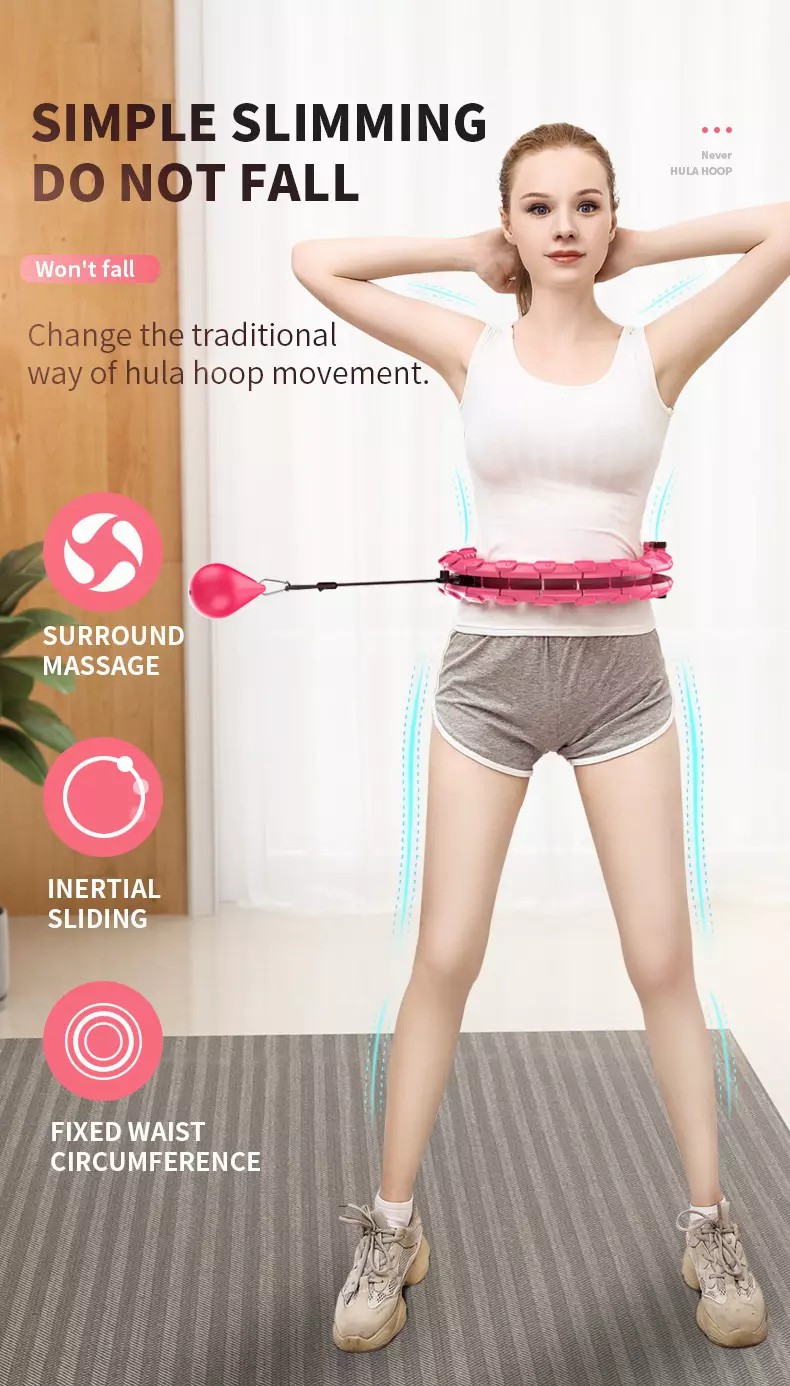 SIMPLE SLIMMING
DO NOT FALL
Never
HULA HOOP
Won't fall
Change the traditional
way of hula hoop movement.
SURROUND
MASSAGE
INERTIAL
SLIDING
FIXED WAIST
CIRCUMFERENCE